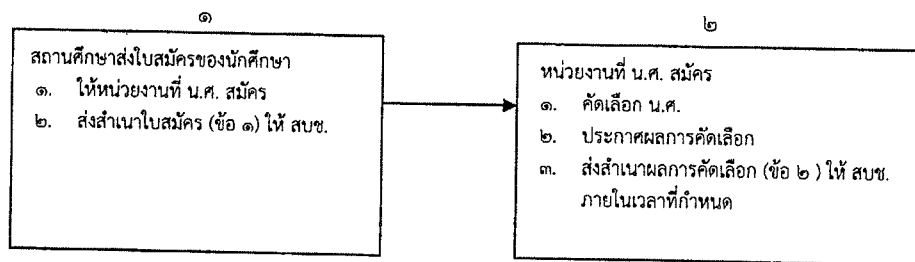 ๑
สถานศึกษาส่งใบสมัครของนักศึกษา
๑. ให้หน่วยงานที่ น.ศ. สมัคร
๒. ส่งสำเนาใบสมัคร (ข้อ ๑) ให้ สบช.
๒
หน่วยงานที่ น.ศ. สมัคร
๑. คัดเลือก น.ศ.
๒. ประกาศผลการคัดเลือก
๓. ส่งสำเนาผลการคัดเลือก (ข้อ ๒ ) ให้ สบช.
ภายในเวลาที่กำหนด